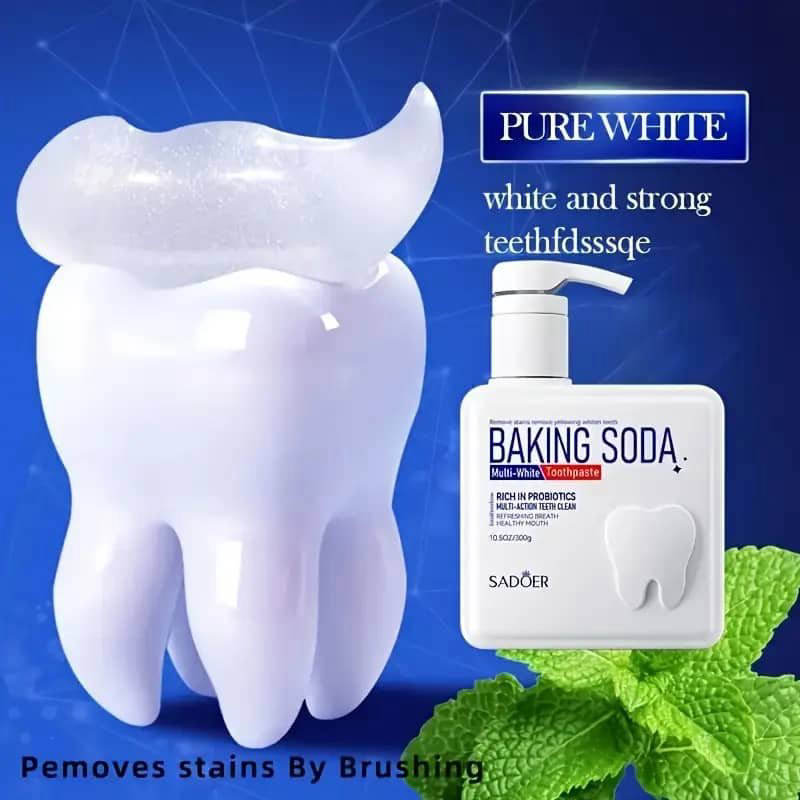 PURE WHITE
white and strong
teethfdsssqe
Remove stains remove yellowing whiten teeth
BAKING SODA
Multi-White Toothpaste
RICH IN PROBIOTICS
MULTI-ACTION TEETH CLEAN
REFRESHING BREATH
HEALTHY MOUTH
10.5OZ/300g
SADOER
Pemoves stains By Brushing